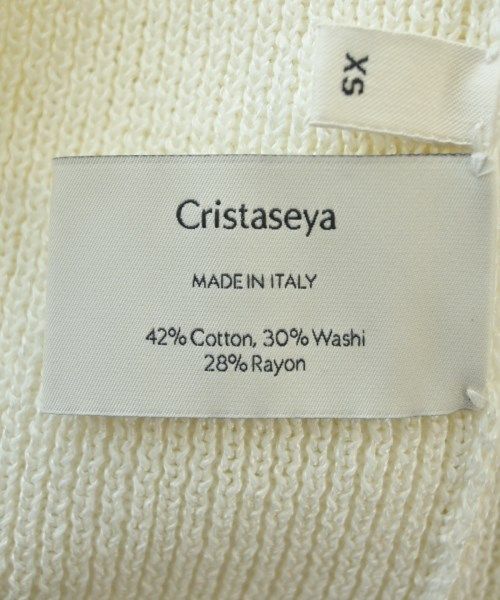 XS
Cristaseya
MADE IN ITALY
42% Cotton, 30% Washi
28% Rayon